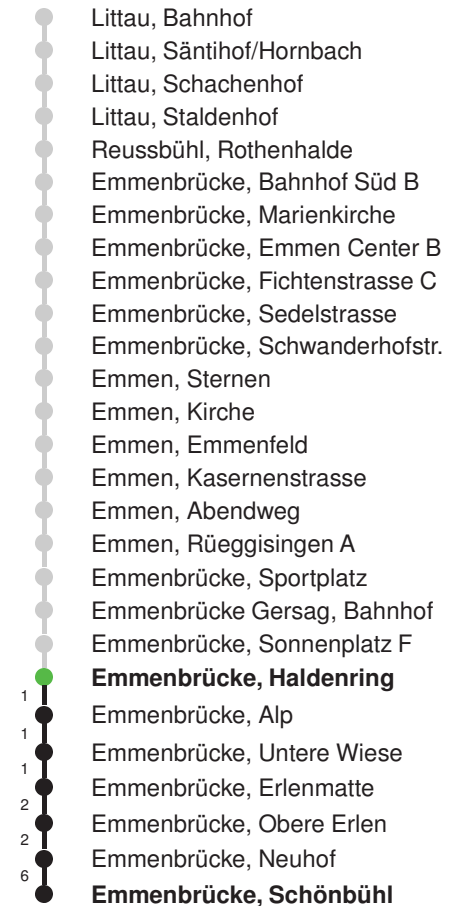 Littau, Bahnhof
Littau, Säntihof/Hornbach
Littau, Schachenhof
Littau, Staldenhof
Reussbühl, Rothenhalde
Emmenbrücke, Bahnhof Süd B
Emmenbrücke, Marienkirche
Emmenbrücke, Emmen Center B
Emmenbrücke, Fichtenstrasse C
Emmenbrücke, Sedelstrasse
Emmenbrücke, Schwanderhofstr.
Emmen, Sternen
Emmen, Kirche
Emmen, Emmenfeld
Emmen, Kasernenstrasse
Emmen, Abendweg
Emmen, Rüeggisingen A
Emmenbrücke, Sportplatz
Emmenbrücke Gersag, Bahnhof
Emmenbrücke, Sonnenplatz F
Emmenbrücke, Haldenring
1
Emmenbrücke, Alp
1
Emmenbrücke, Untere Wiese
1
Emmenbrücke, Erlenmatte
2
Emmenbrücke, Obere Erlen
2
Emmenbrücke, Neuhof
6
Emmenbrücke, Schönbühl